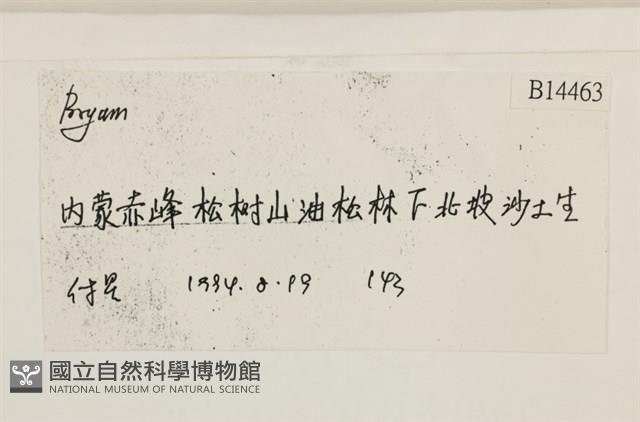 B14463
Bryum
内蒙赤峰松树山油松林下北坡沙土生
付星 1994.8.19 143
國立自然科學博物館
NATIONAL MUSEUM OF NATURAL SCIENCE